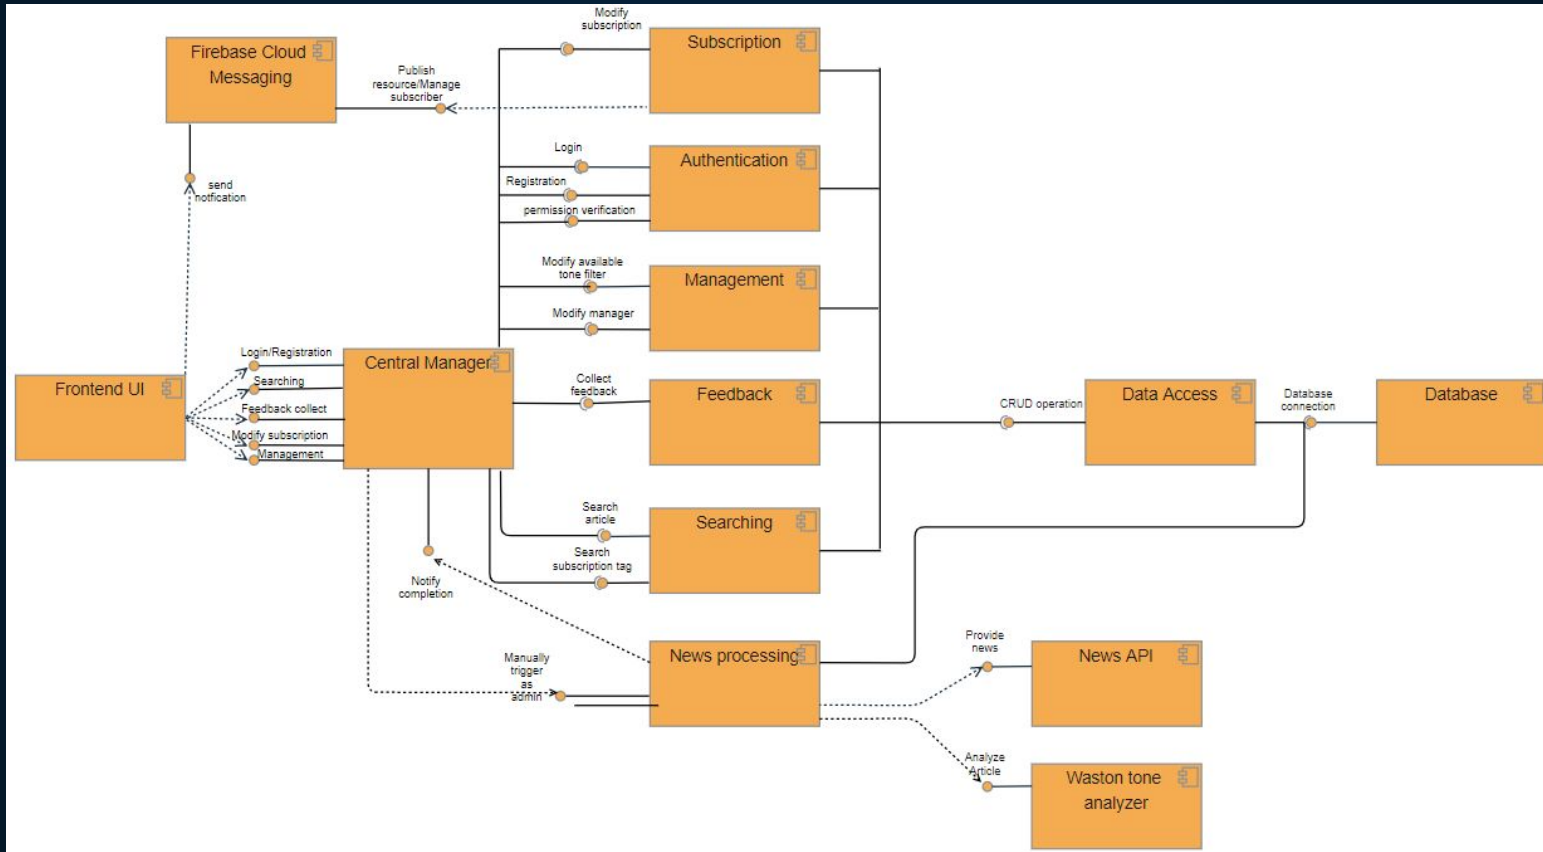 Modify
subscription
Subscription
Firebase Cloud
Messaging
Publish
resource/Manage
subscriber
Login
Authentication
Registration
permission verification
send
notfication
Modify available
tone filter
Management
Modify manager
Login/Registration
Central Manager
Searching
Frontend UI
Feedback collect
Modify subscription
Management
Collect
feedback
Feedback
CRUD operation
Data Access
Database
connection
Database
Search
article
Searching
Search
subscription tag
Notify
completion
Manually
trigger
as
admin
News processing
Provide
news
News API
Analyze
Article
Waston tone
analyzer